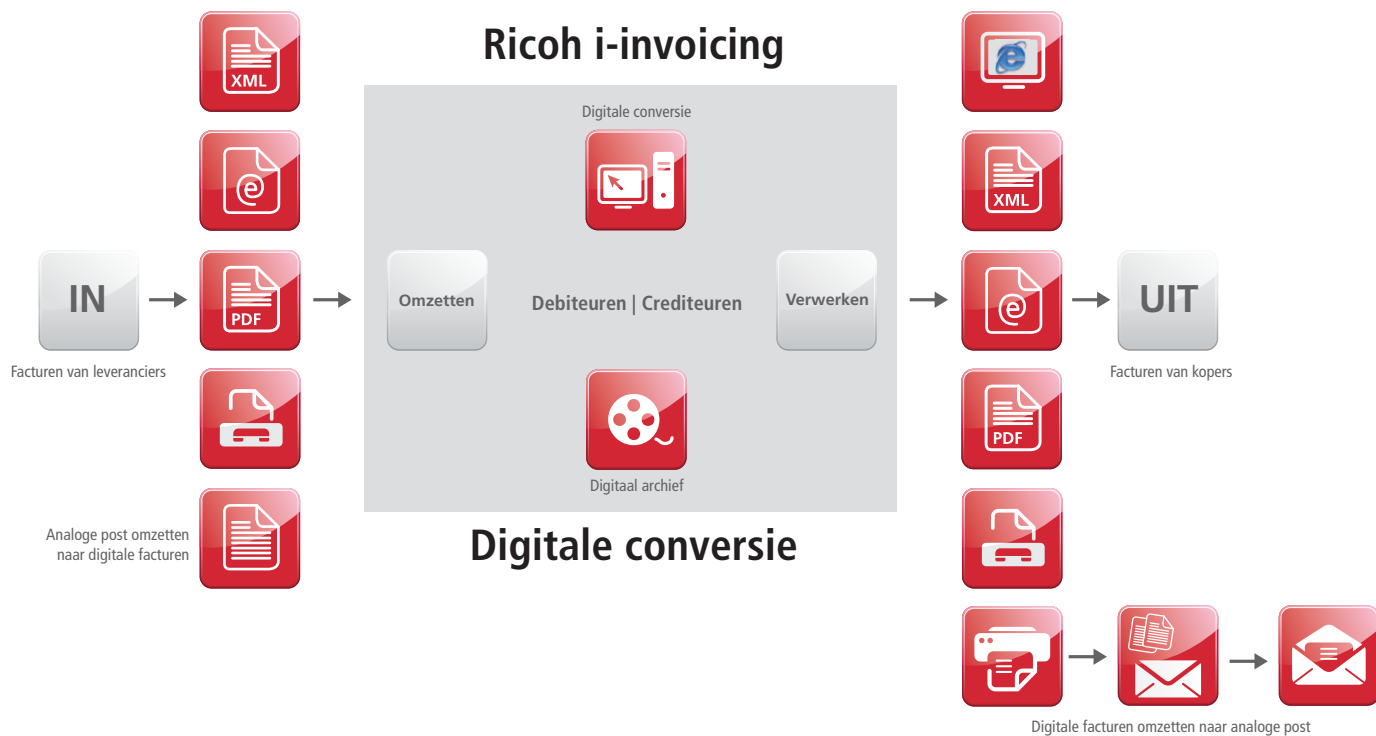 Ricoh i-invoicing
XML
Digitale conversie
e
XML
IN
PDF
Omzetten
Debiteuren | Crediteuren
Verwerken
e
UIT
Facturen van leveranciers
Facturen van kopers
PDF
Digitaal archief
Analoge post omzetten
naar digitale facturen
Digitale conversie
Digitale facturen omzetten naar analoge post